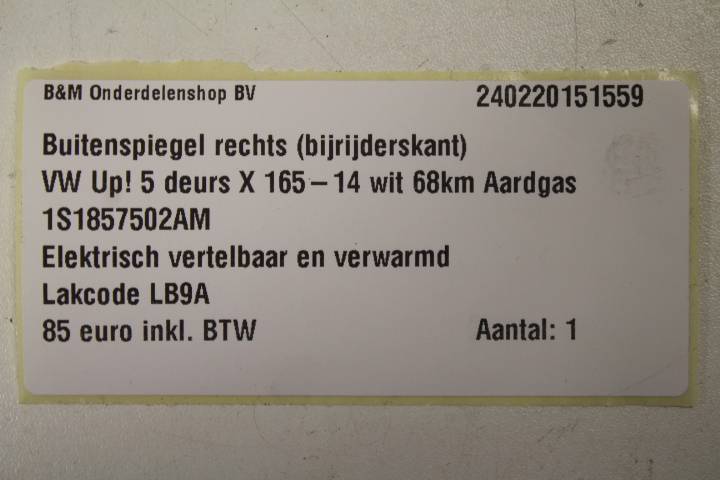 B&M Onderdelenshop BV 240220151559
Buitenspiegel rechts (bijrijderskant)
VW Up! 5 deurs X 165 – 14 wit 68km Aardgas
1S1857502AM
Elektrisch vertelbaar en verwarmd
Lakcode LB9A
85 euro inkl. BTW Aantal: 1